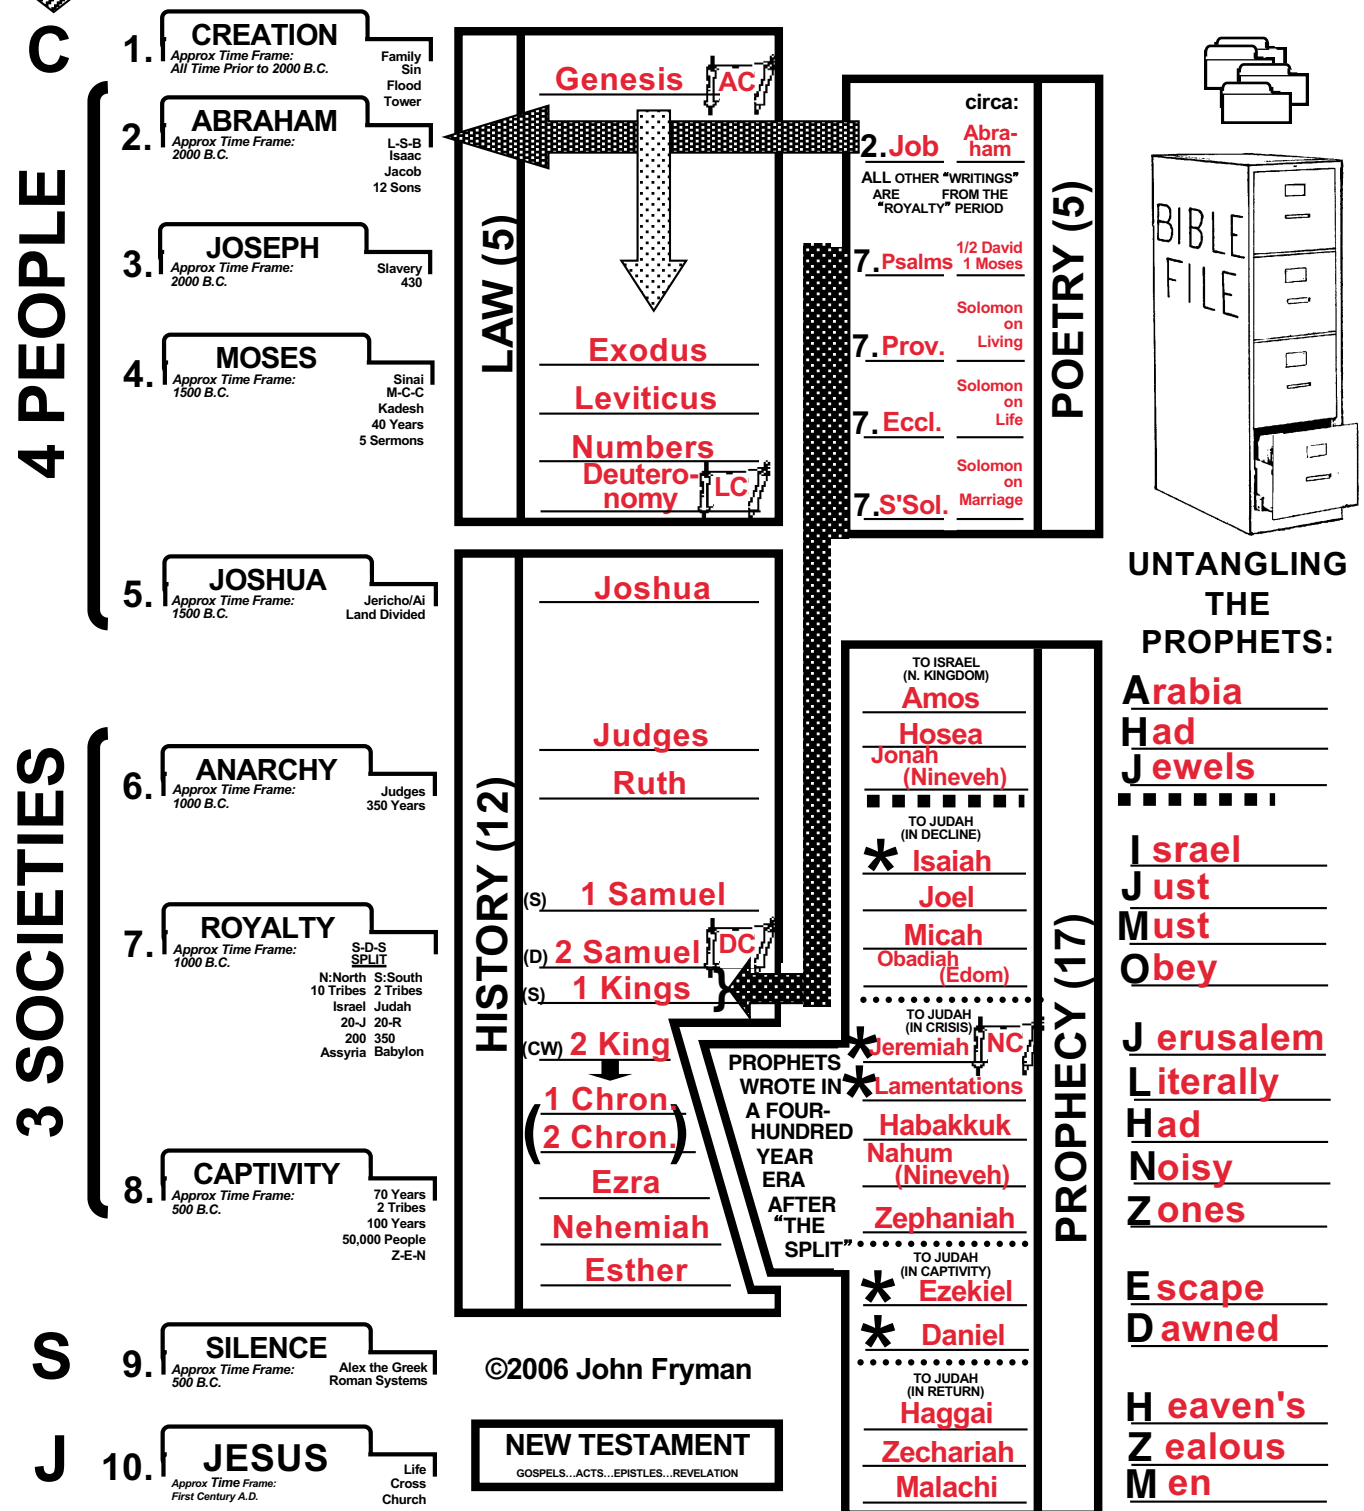 C
4 PEOPLE
3 SOCIETIES
S
J
1.
CREATION
Approx Time Frame:
All Time Prior to 2000 B.C.
Family
Sin
Flood
Tower
2.
ABRAHAM
Approx Time Frame:
2000 B.C.
L-S-B
Isaac
Jacob
12 Sons
3.
JOSEPH
Approx Time Frame:
2000 B.C.
Slavery
430
4.
MOSES
Approx Time Frame:
1500 B.C.
Sinai
M-C-C
Kadesh
40 Years
5 Sermons
5.
JOSHUA
Approx Time Frame:
1500 B.C.
Jericho/Ai
Land Divided
6.
ANARCHY
Approx Time Frame:
1000 B.C.
Judges
350 Years
7.
ROYALTY
Approx Time Frame:
1000 B.C.
S-D-S
SPLIT
N:North S:South
10 Tribes 2 Tribes
Israel Judah
20-J 20-R
200 350
Assyria Babylon
8.
CAPTIVITY
Approx Time Frame:
500 B.C.
70 Years
2 Tribes
100 Years
50,000 People
Z-E-N
9.
SILENCE
Approx Time Frame:
500 B.C.
Alex the Greek
Roman Systems
10.
JESUS
Approx Time Frame:
First Century A.D.
Life
Cross
Church
LAW (5)
Genesis
AC
Exodus
Leviticus
Numbers
Deutero-
nomy
LC
HISTORY (12)
Joshua
Judges
Ruth
(S) 1 Samuel
(D) 2 Samuel
DC
(S) 1 Kings }
(CW) 2 King
(1 Chron.
2 Chron.)
Ezra
Nehemiah
Esther
©2006 John Fryman
NEW TESTAMENT
GOSPELS...ACTS...EPISTLES...REVELATION
POETRY (5)
circa:
2. Job Abra-
ham
ALL OTHER "WRITINGS"
ARE FROM THE
"ROYALTY" PERIOD
7. Psalms 1/2 David
1 Moses
7. Prov. Solomon
on
Living
7. Eccl. Solomon
on
Life
7. S'Sol. Solomon
on
Marriage
PROPHECY (17)
TO ISRAEL
(N. KINGDOM)
Amos
Hosea
Jonah
(Nineveh)
TO JUDAH
(IN DECLINE)
* Isaiah
Joel
Micah
Obadiah
(Edom)
TO JUDAH
(IN CRISIS)
* Jeremiah
NC
* Lamentations
Habakkuk
Nahum
(Nineveh)
Zephaniah
TO JUDAH
(IN CAPTIVITY)
* Ezekiel
* Daniel
TO JUDAH
(IN RETURN)
Haggai
Zechariah
Malachi
PROPHETS
WROTE IN
A FOUR-
HUNDRED
YEAR
ERA
AFTER
"THE
SPLIT"
BIBLE
FILE
UNTANGLING
THE
PROPHETS:
Arabia
Had
Jewels
Israel
Just
Must
Obey
Jerusalem
Literally
Had
Noisy
Zones
Escape
Dawned
Heaven's
Zealous
Men